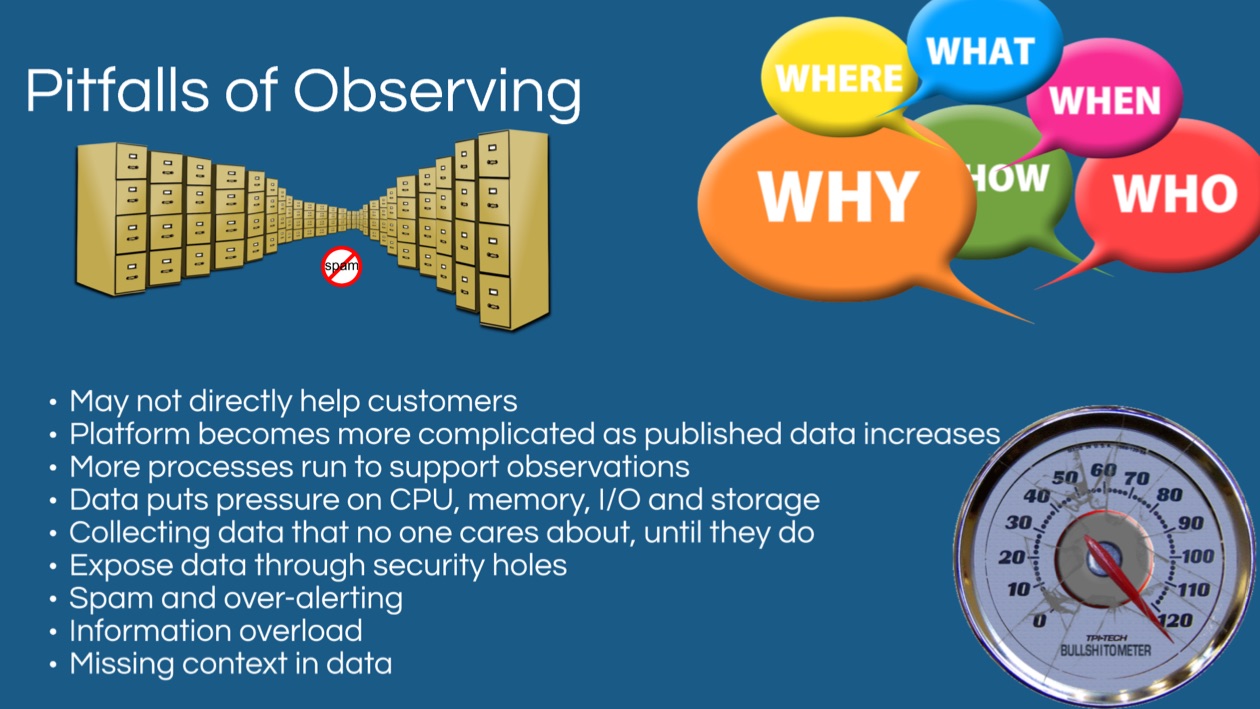 Pitfalls of Observing
WHERE
WHAT
WHEN
WHY
HOW
WHO
spam
• May not directly help customers
• Platform becomes more complicated as published data increases
• More processes run to support observations
• Data puts pressure on CPU, memory, I/O and storage
• Collecting data that no one cares about, until they do
• Expose data through security holes
• Spam and over-alerting
• Information overload
• Missing context in data
0
10
20
30
40
50
60
70
80
90
100
110
120
TPI-TECH
BULLSHITOMETER